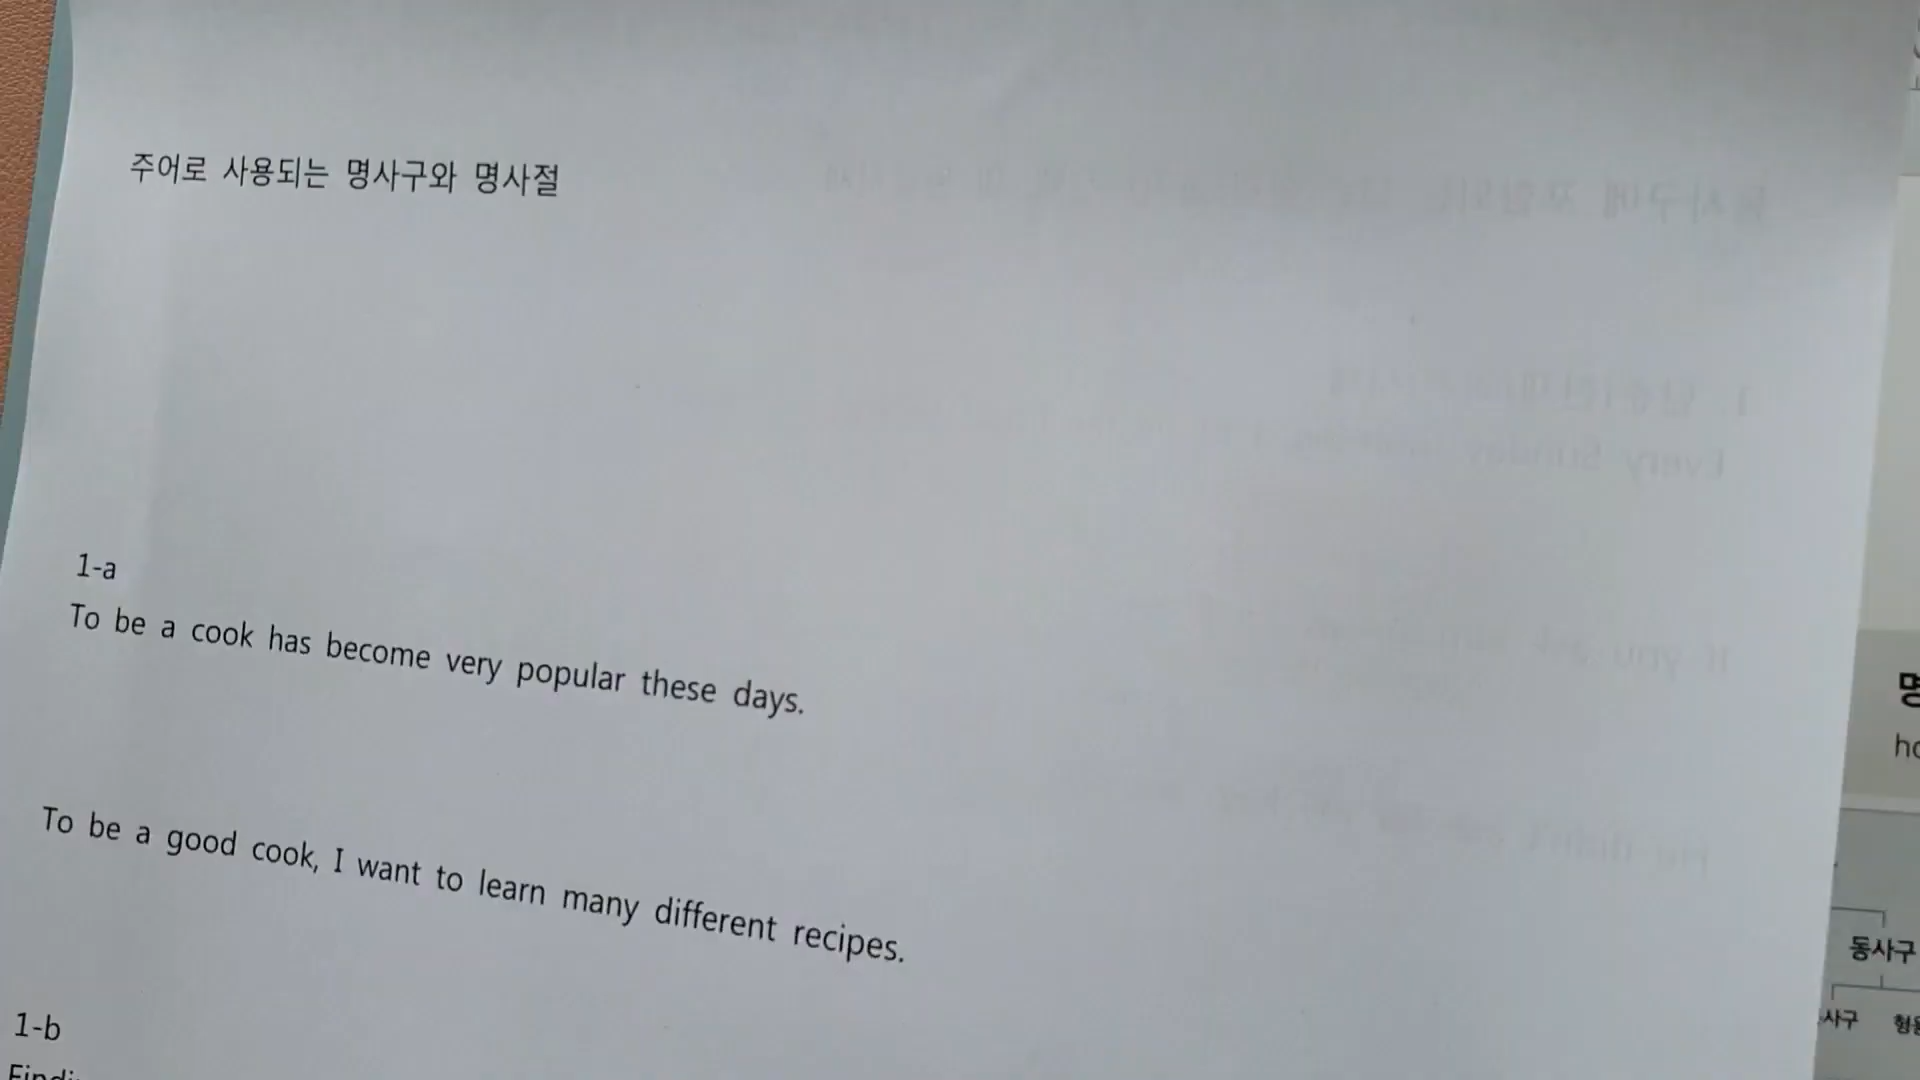 주어로 사용되는 명사구와 명사절
1-a
To be a cook has become very popular these days.
To be a good cook, I want to learn many different recipes.
1-b
동사구